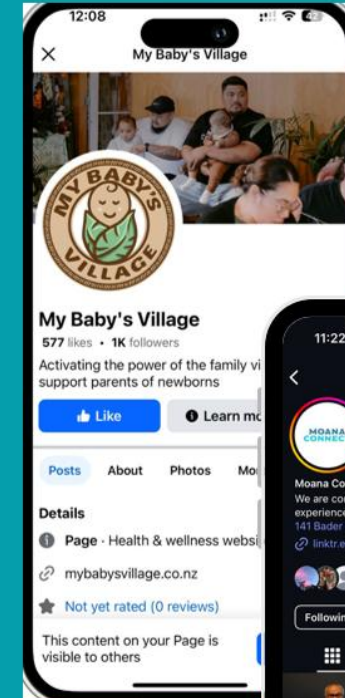 12:08
42
My Baby's Village
MY BABY'S
VILLAGE
My Baby's Village
577 likes • 1K followers
Activating the power of the family vi
support parents of newborns
Like
Learn mo
Posts
About
Photos
Mo
Details
Page · Health & wellness websi
mybabysvillage.co.nz
Not yet rated (0 reviews)
This content on your Page is
visible to others
11:22
MOANA
CONNECT
Moana Co
We are con
experience
141 Bader
linktr.e
Followin